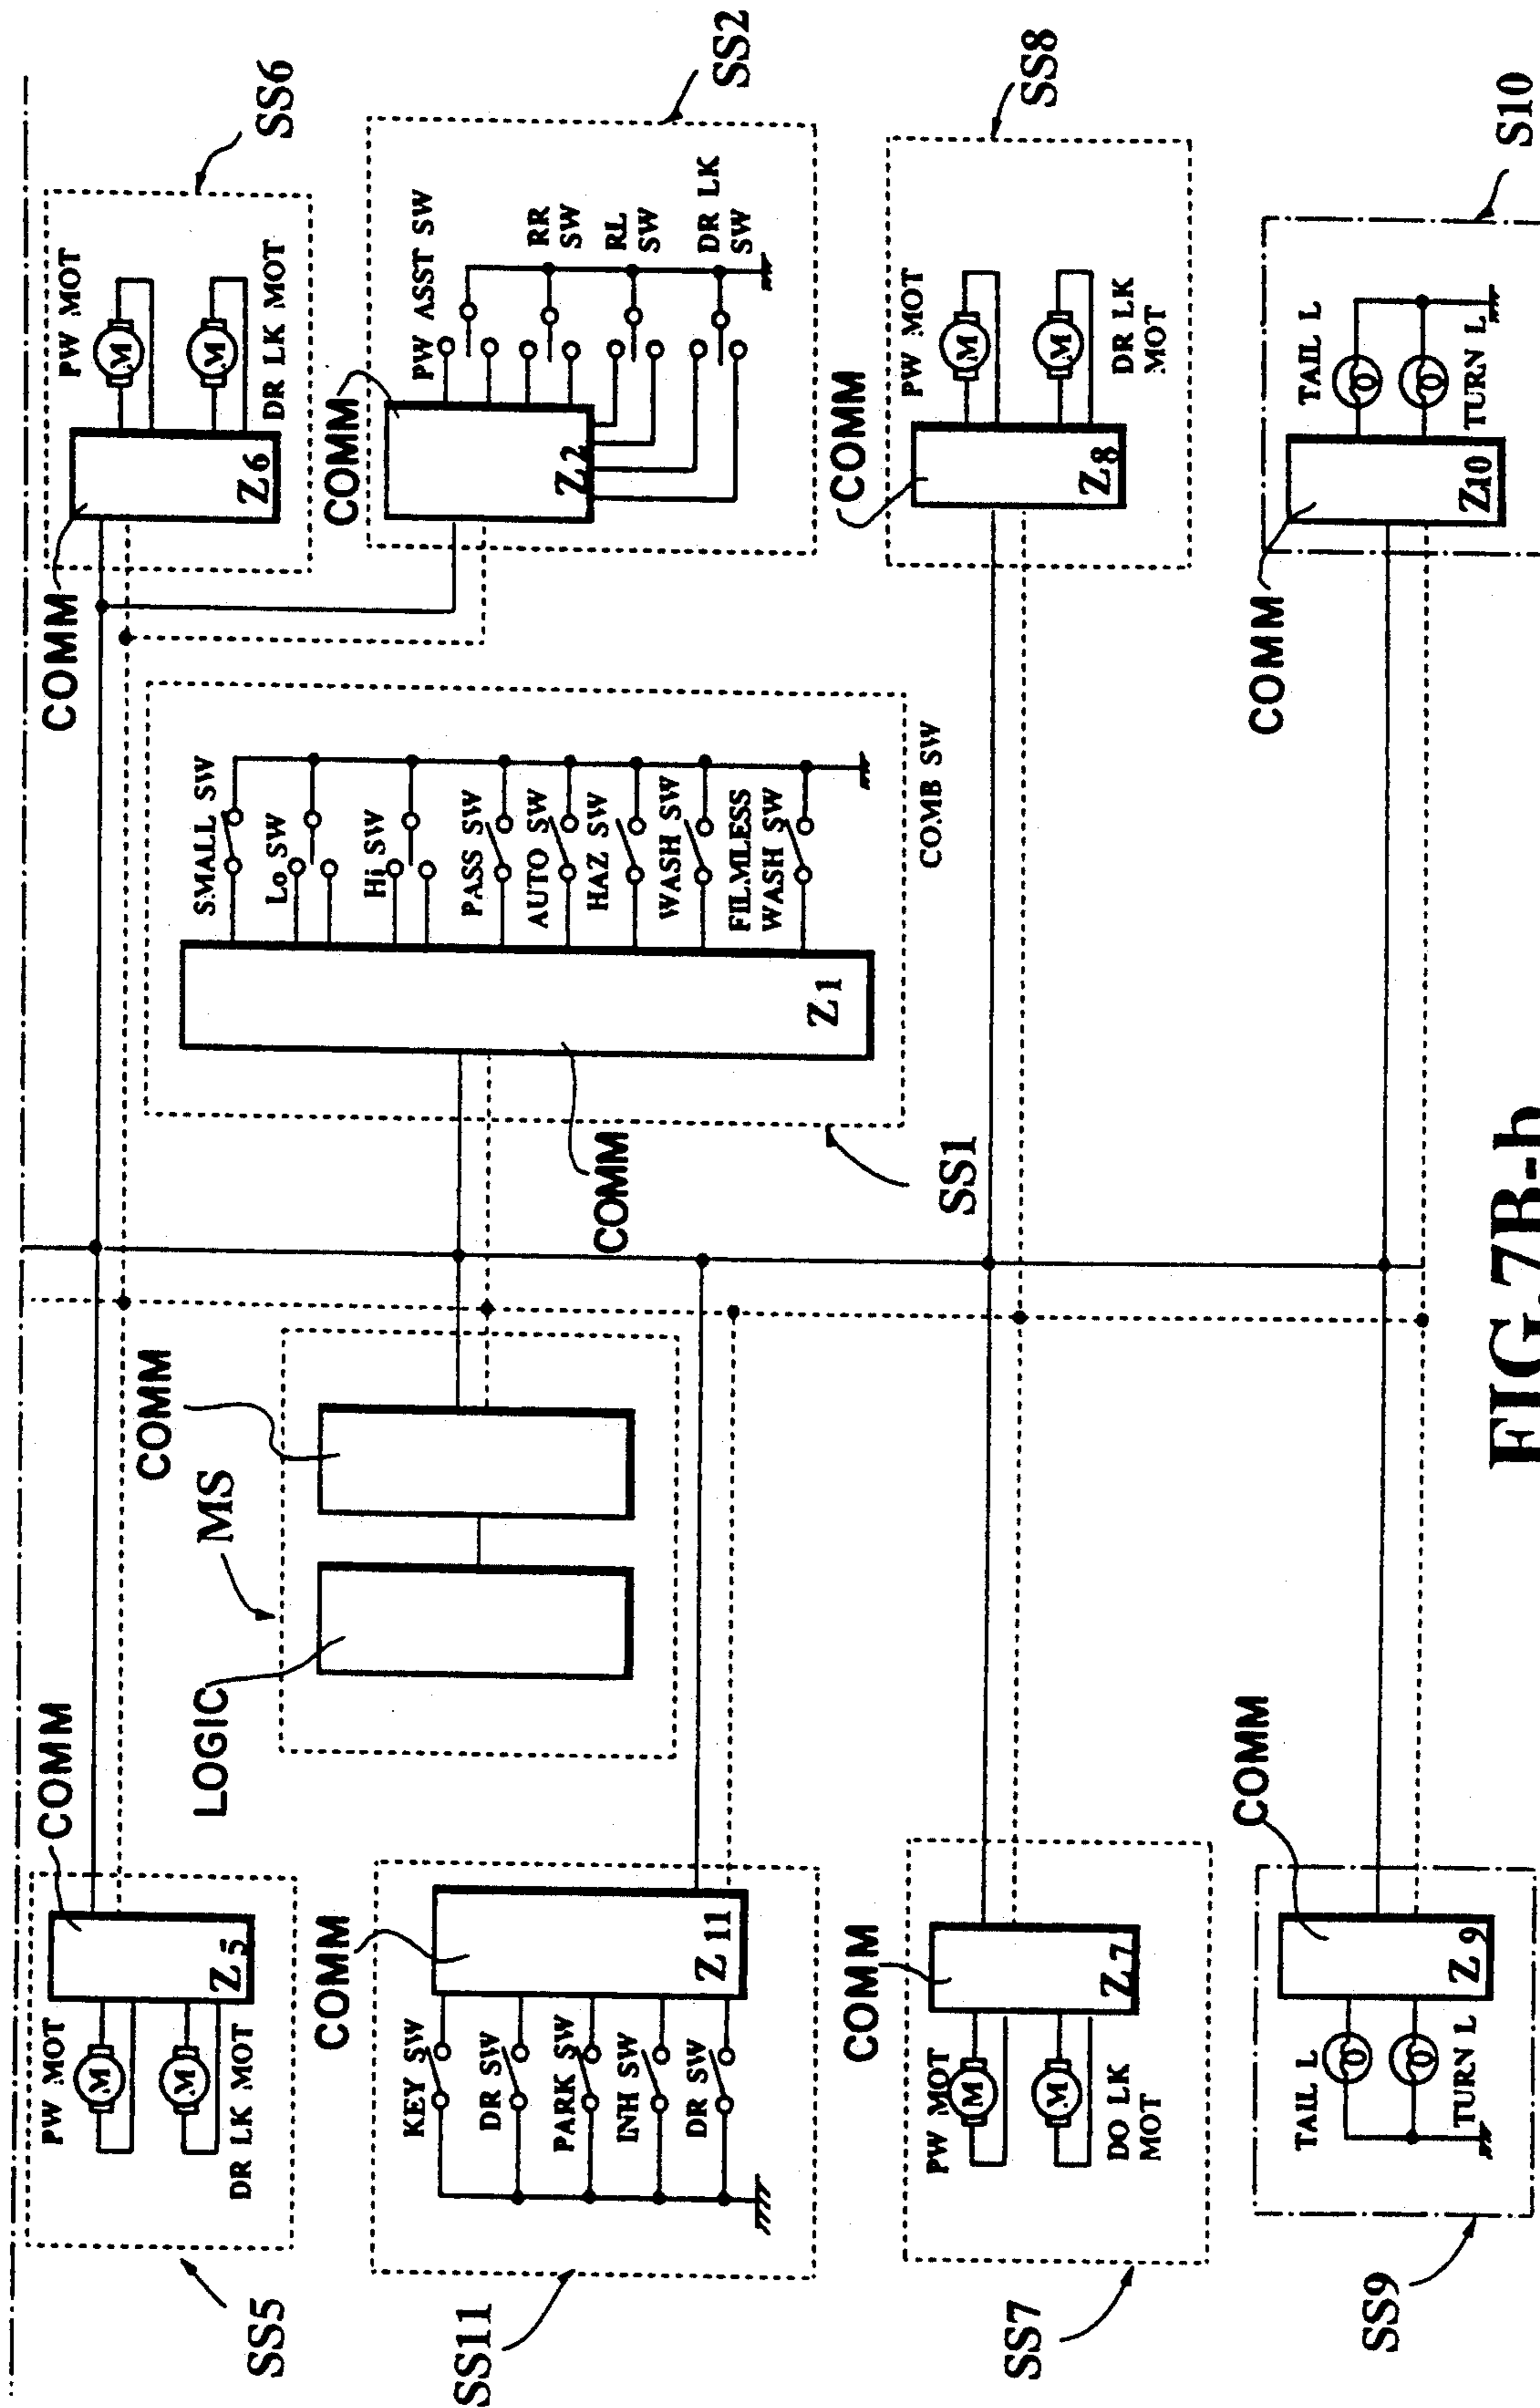 SS6
PW MOT
DR LK MOT
COMM
Z6
SS2
PW ASST SW
RR
SW
RL
SW
DR LK
SW
COMM
Z2
SS8
PW MOT
DR LK
MOT
COMM
Z8
S10
TAIL L
TURN L
COMM
Z10
SMALL SW
Lo SW
Hi SW
PASS SW
AUTO SW
HAZ SW
WASH SW
FILMLESS
WASH SW
COMB SW
Z1
COMM
SS1
COMM
MS
LOGIC
COMM
Z5
PW MOT
DR LK MOT
SS5
COMM
Z11
KEY SW
DR SW
PARK SW
INH SW
DR SW
SS11
COMM
Z7
PW MOT
DO LK
MOT
SS7
COMM
Z9
TAIL L
TURN L
SS9
FIG.7B-b